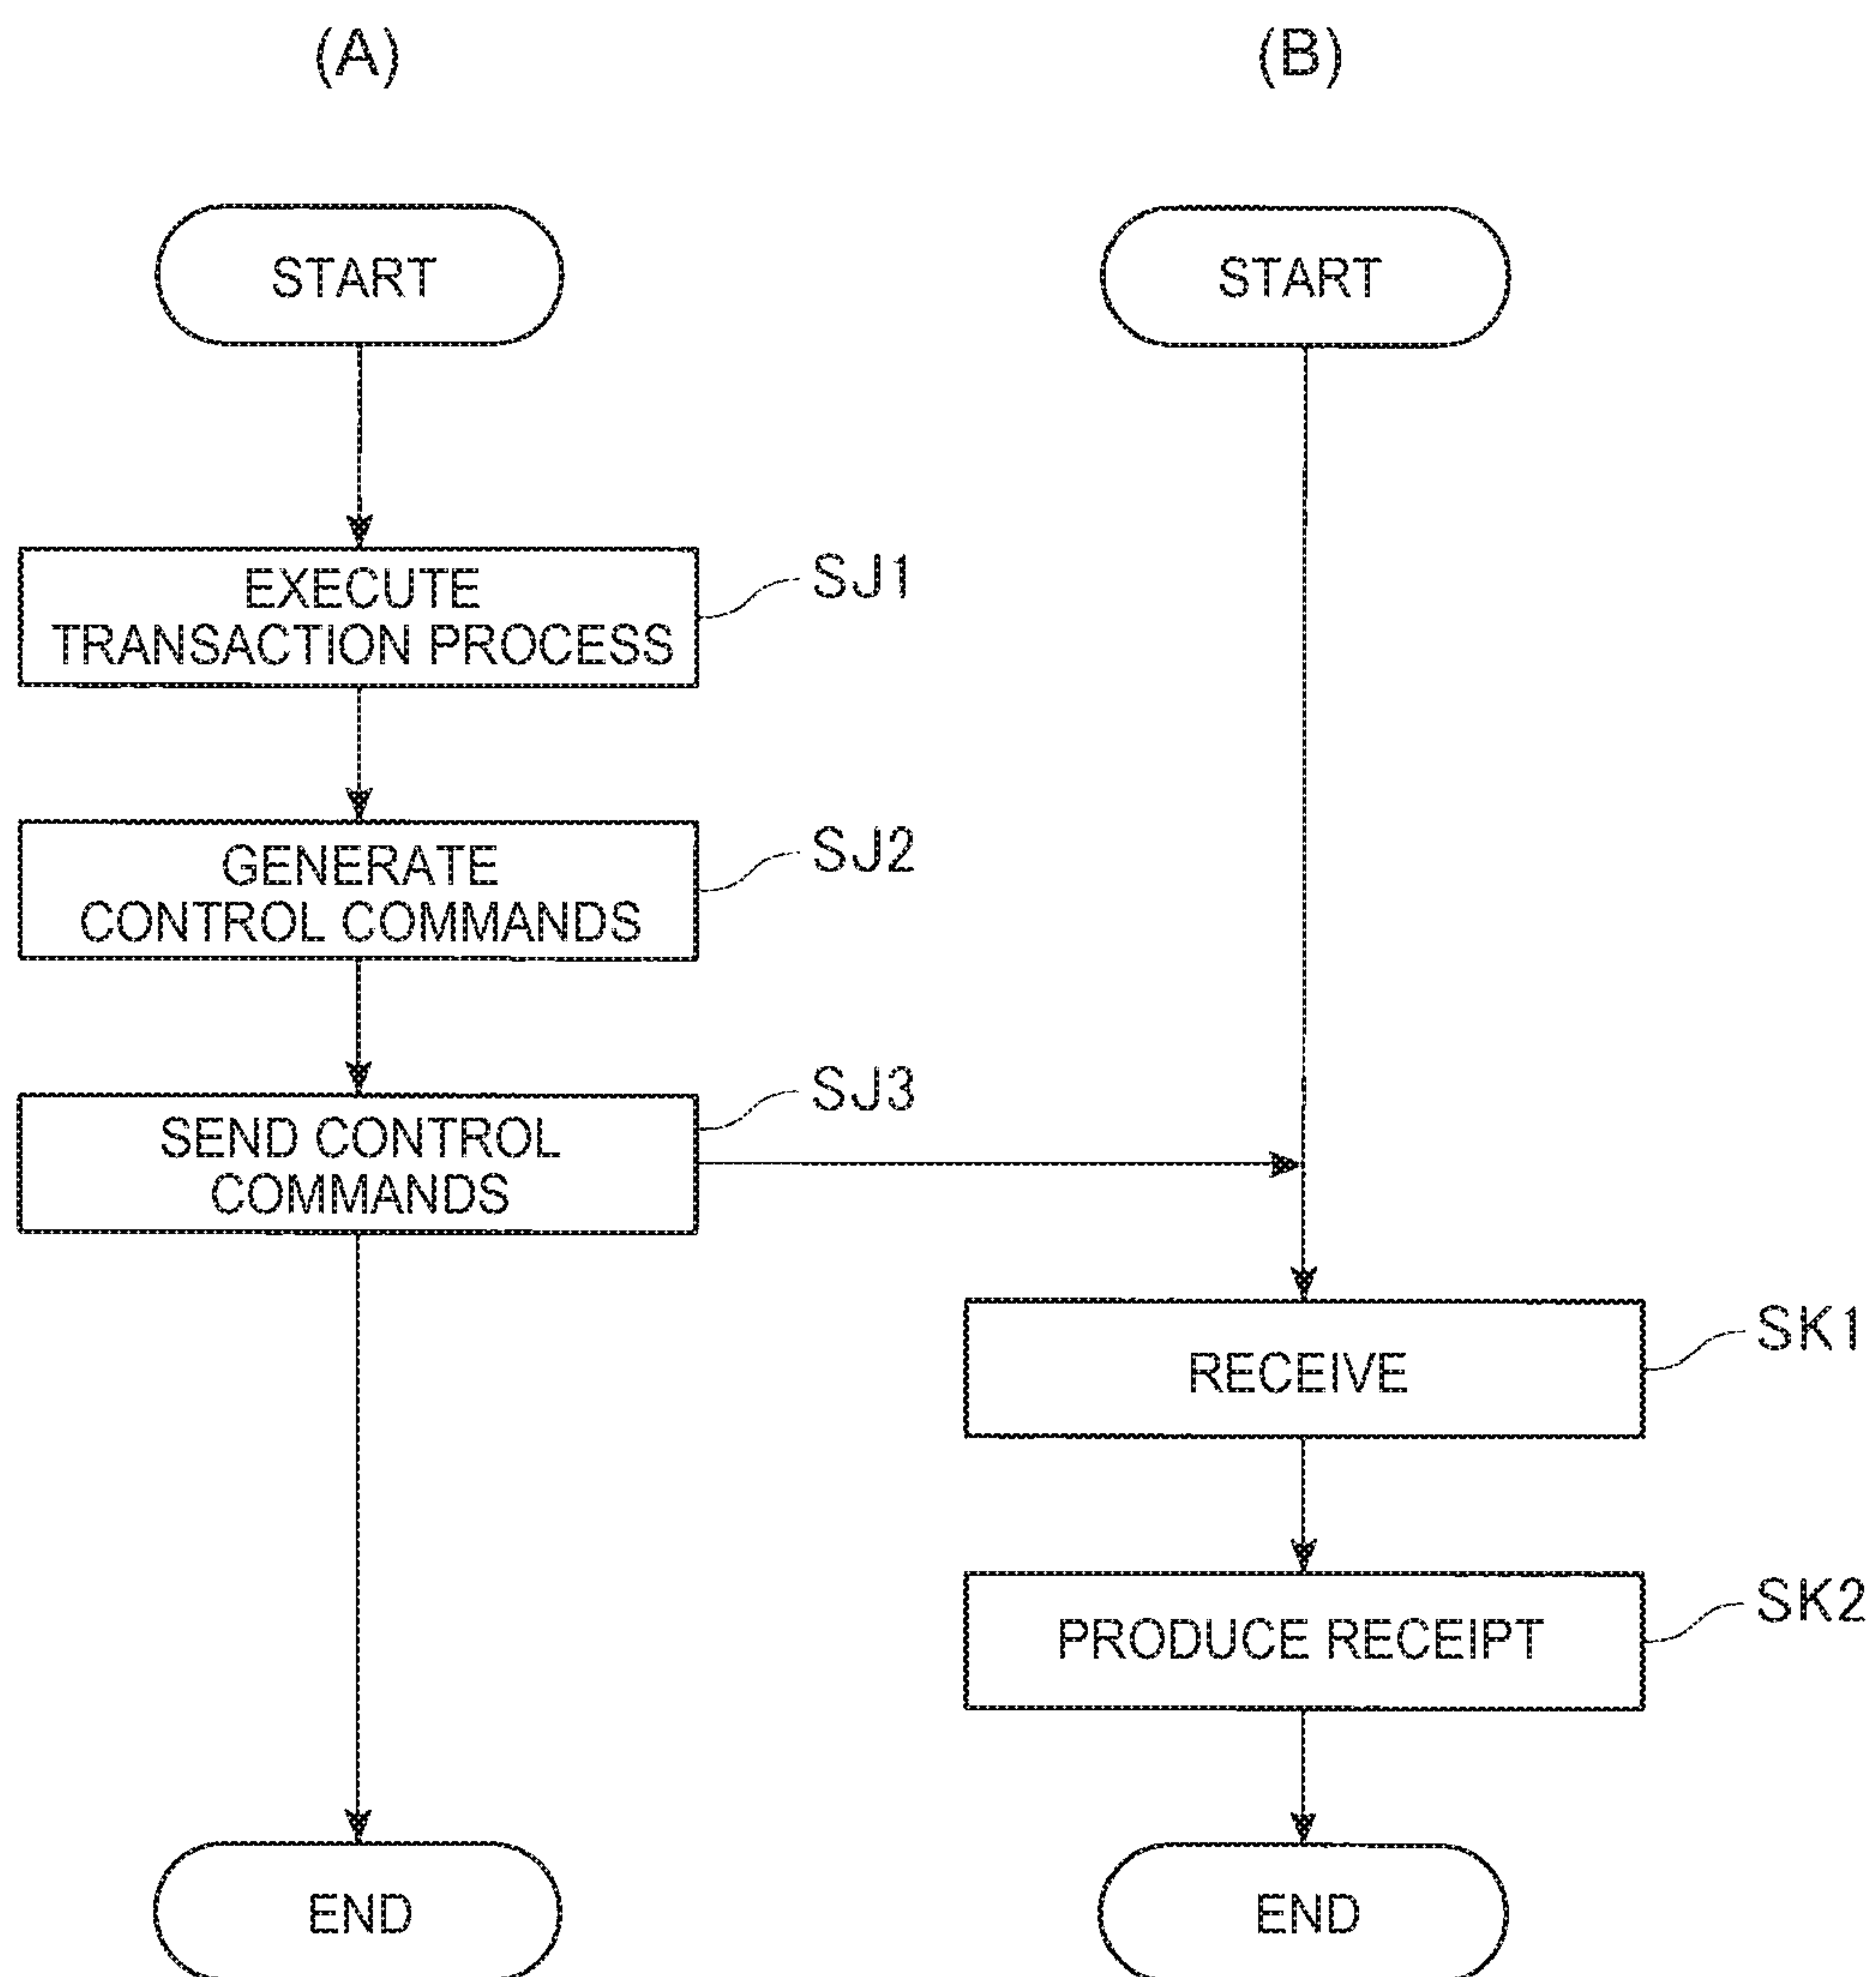 (A)
START
EXECUTE
TRANSACTION PROCESS
SJ1
GENERATE
CONTROL COMMANDS
SJ2
SEND CONTROL
COMMANDS
SJ3
END
(B)
START
RECEIVE
SK1
PRODUCE RECEIPT
SK2
END